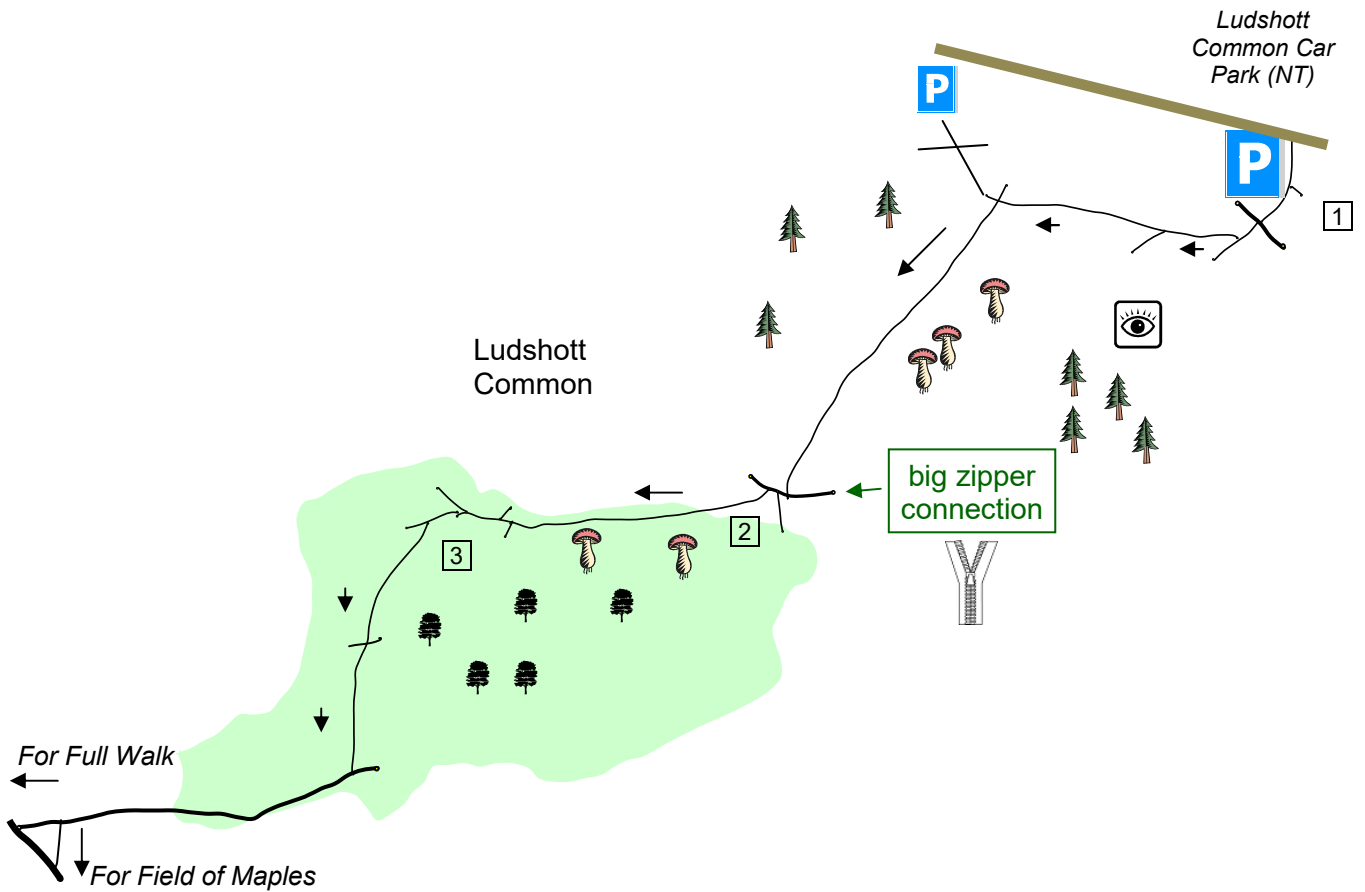 Ludshott
Common Car
Park (NT)
P
P
1
Ludshott
Common
big zipper
connection
2
3
For Full Walk
For Field of Maples